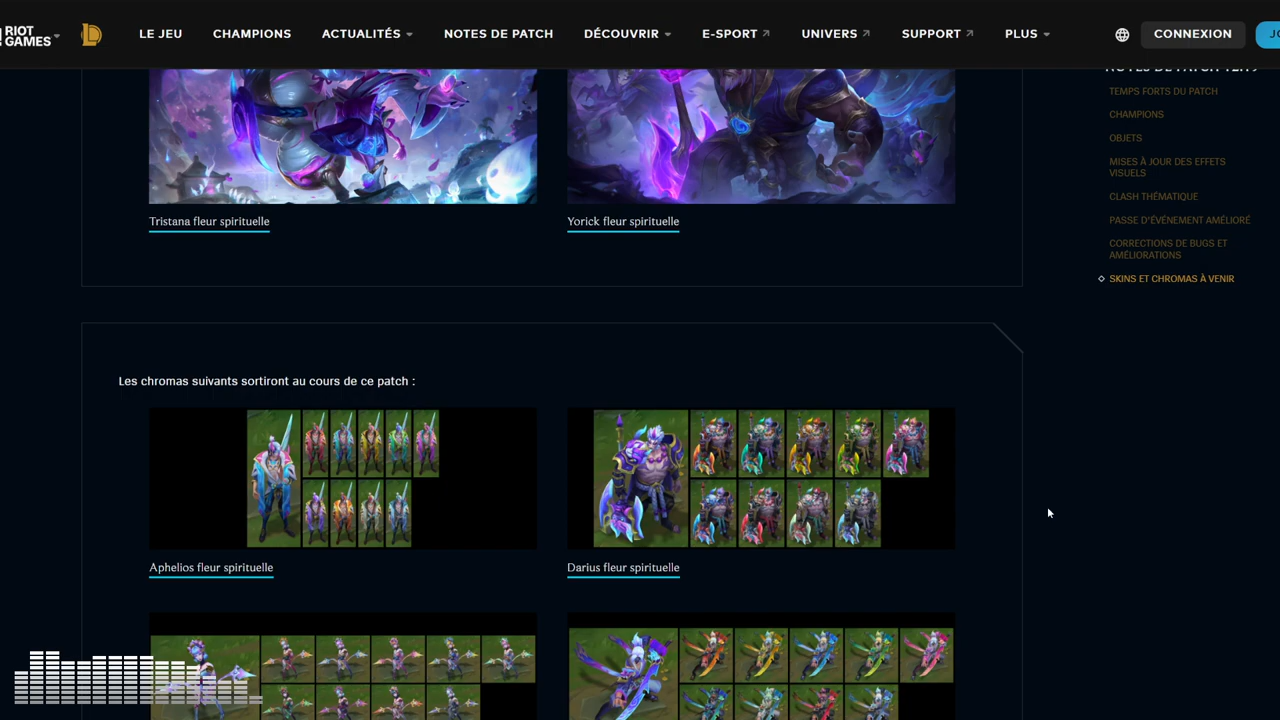 RIOT
GAMES
LE JEU
CHAMPIONS
ACTUALITÉS
NOTES DE PATCH
DÉCOUVRIR
E-SPORT
UNIVERS
SUPPORT
PLUS
CONNEXION
TEMPS FORTS DU PATCH
CHAMPIONS
OBJETS
MISES À JOUR DES EFFETS
VISUELS
CLASH THÉMATIQUE
PASSE D'ÉVÉNEMENT AMÉLIORÉ
CORRECTIONS DE BUGS ET
AMÉLIORATIONS
SKINS ET CHROMAS À VENIR
Tristana fleur spirituelle
Yorick fleur spirituelle
Les chromas suivants sortiront au cours de ce patch :
Aphelios fleur spirituelle
Darius fleur spirituelle